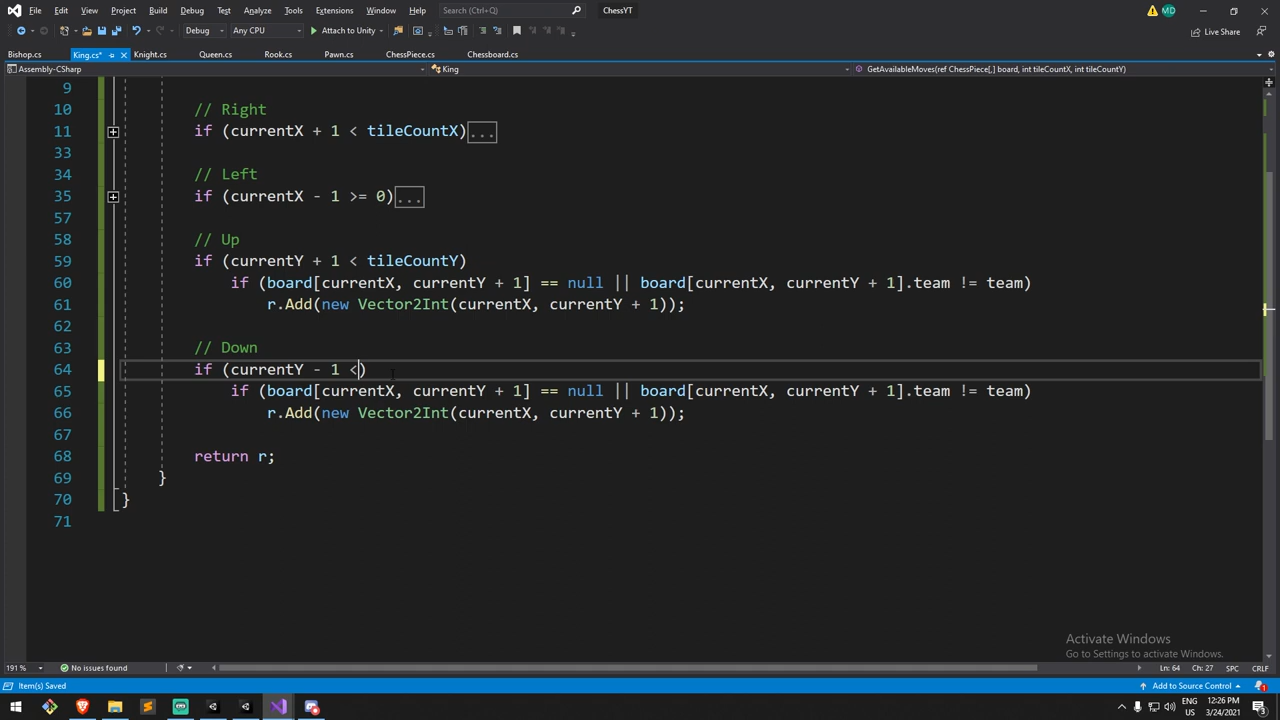 File Edit View Project Build Debug Test Analyze Tools Extensions Window Help Search (Ctrl+Q) ChessYT MD
Debug Any CPU Attach to Unity Live Share
Bishop.cs King.cs* Knight.cs Queen.cs Rook.cs Pawn.cs ChessPiece.cs Chessboard.cs
Assembly-CSharp King GetAvailableMoves(ref ChessPiece[,] board, int tileCountX, int tileCountY)
9
10 // Right
11 if (currentX + 1 < tileCountX)...
33
34 // Left
35 if (currentX - 1 >= 0)...
57
58 // Up
59 if (currentY + 1 < tileCountY)
60 if (board[currentX, currentY + 1] == null || board[currentX, currentY + 1].team != team)
61 r.Add(new Vector2Int(currentX, currentY + 1));
62
63 // Down
64 if (currentY - 1 <)
65 if (board[currentX, currentY + 1] == null || board[currentX, currentY + 1].team != team)
66 r.Add(new Vector2Int(currentX, currentY + 1));
67
68 return r;
69 }
70 }
71
Activate Windows
Go to Settings to activate Windows.
191 % No issues found Ln: 64 Ch: 27 SPC CRLF
Item(s) Saved Add to Source Control 1
ENG 12:26 PM
US 3/24/2021 3